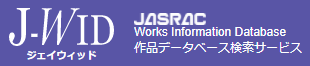 J-WID
ジェイウィッド
JASRAC
Works Information Database
作品データベース検索サービス